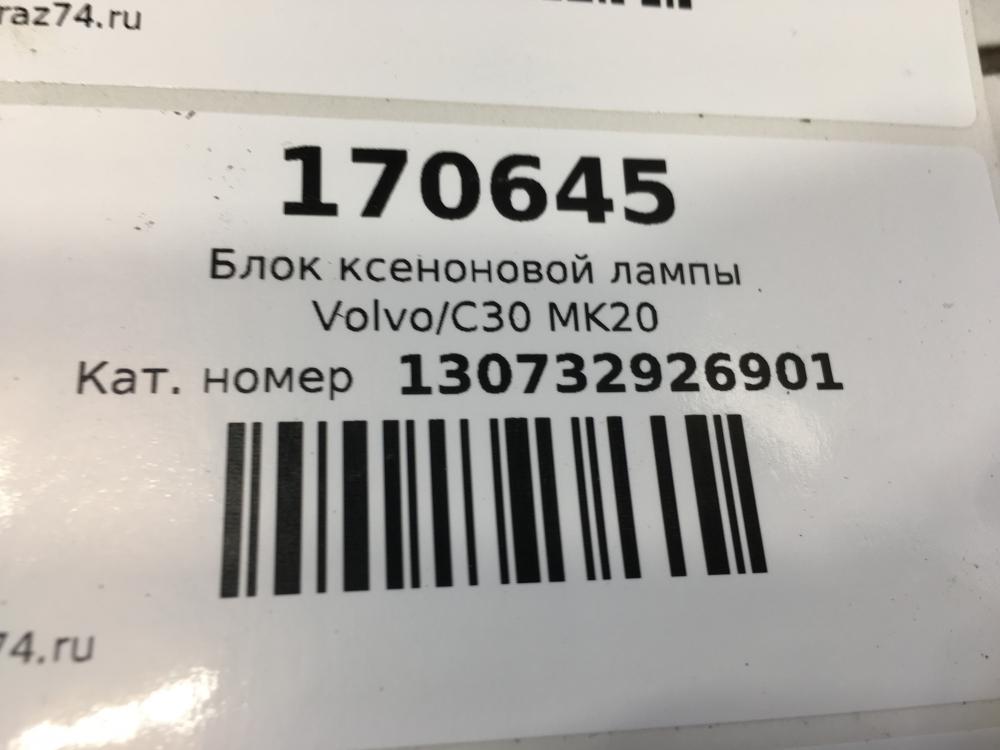 raz74.ru
170645
Блок ксеноновой лампы
Volvo/C30 MK20
Кат. номер 130732926901
74.ru